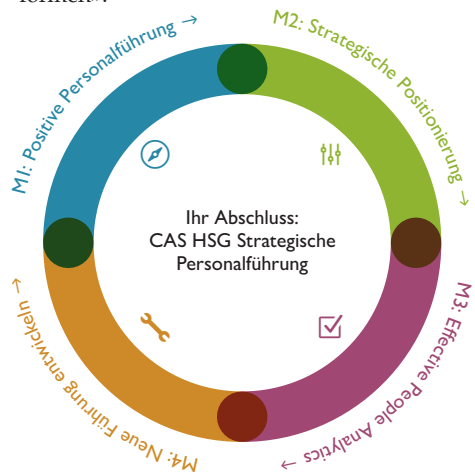 M1: Positive Personalführung →
M2: Strategische Positionierung →
Ihr Abschluss:
CAS HSG Strategische
Personalführung
M3: Effective People Analytics →
M4: Neue Führung entwickeln →